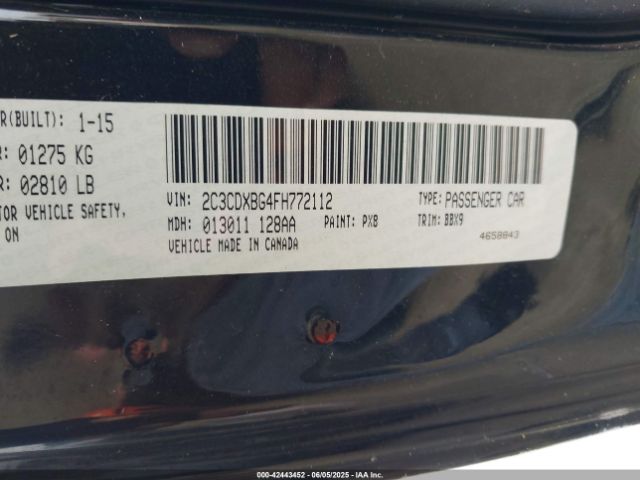 R(BUILT): 1-15
R: 01275 KG
R: 02810 LB
TOR VEHICLE SAFETY,
ON
VIN: 2C3CDXBG4FH772112
TYPE: PASSENGER CAR
MDH: 013011 128AA
PAINT: PX8
TRIM: BBX9
VEHICLE MADE IN CANADA
4658843
000-42443452 - 06/05/2025 - IAA Inc.